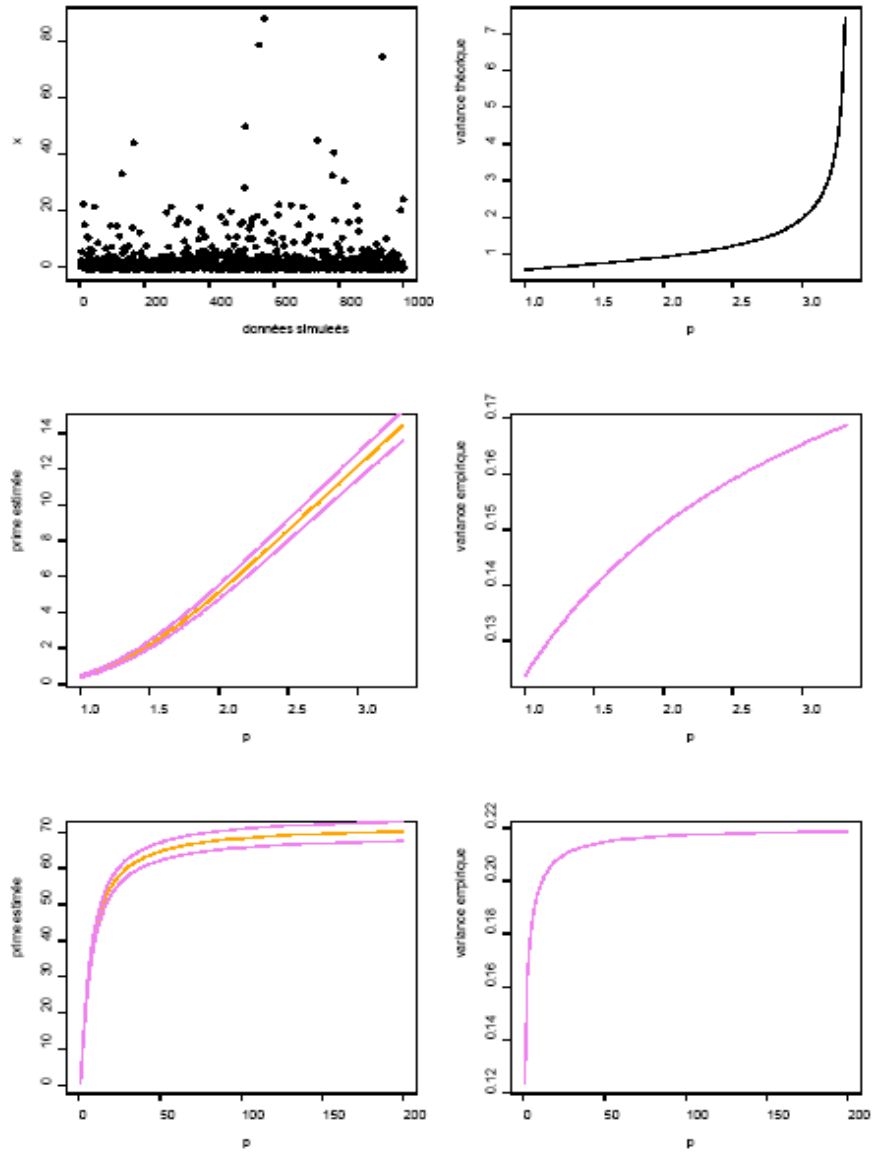 x
80
60
40
20
0
0 200 400 600 800 1000
données simuleés
variance théorique
7
6
5
4
3
2
1
1.0 1.5 2.0 2.5 3.0
p
prime estimée
14
12
10
8
6
4
2
0
1.0 1.5 2.0 2.5 3.0
p
variance empirique
0.17
0.16
0.15
0.14
0.13
1.0 1.5 2.0 2.5 3.0
p
prime estimée
70
60
50
40
30
20
10
0
0 50 100 150 200
p
variance empirique
0.22
0.20
0.18
0.16
0.14
0.12
0 50 100 150 200
p